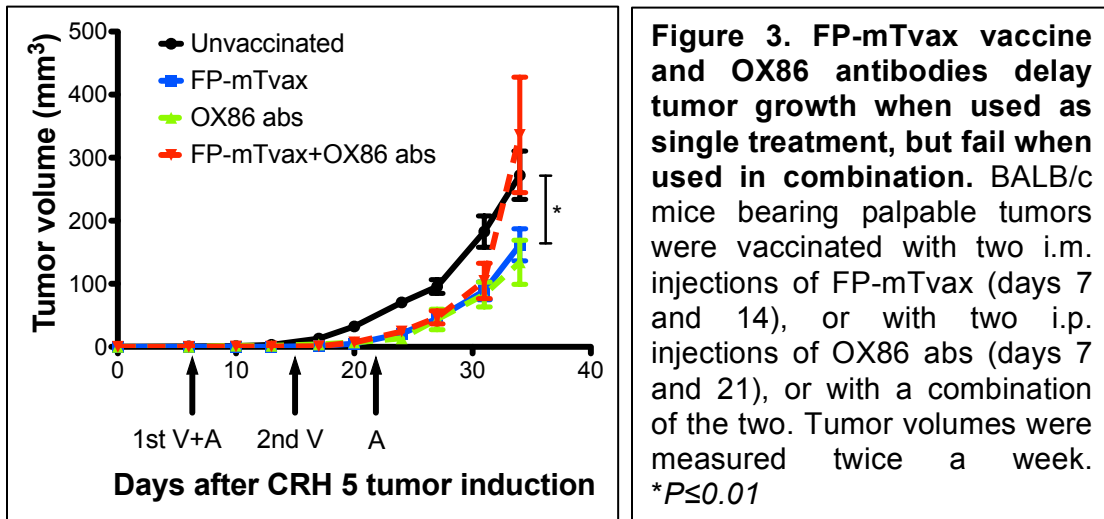 500
400
300
200
100
0
Tumor volume (mm³)
Unvaccinated
FP-mTvax
OX86 abs
FP-mTvax+OX86 abs
*
0
10
20
30
40
1st V+A
2nd V
A
Days after CRH 5 tumor induction
Figure 3. FP-mTvax vaccine
and OX86 antibodies delay
tumor growth when used as
single treatment, but fail when
used in combination. BALB/c
mice bearing palpable tumors
were vaccinated with two i.m.
injections of FP-mTvax (days 7
and 14), or with two i.p.
injections of OX86 abs (days 7
and 21), or with a combination
of the two. Tumor volumes were
measured twice a week.
*P≤0.01